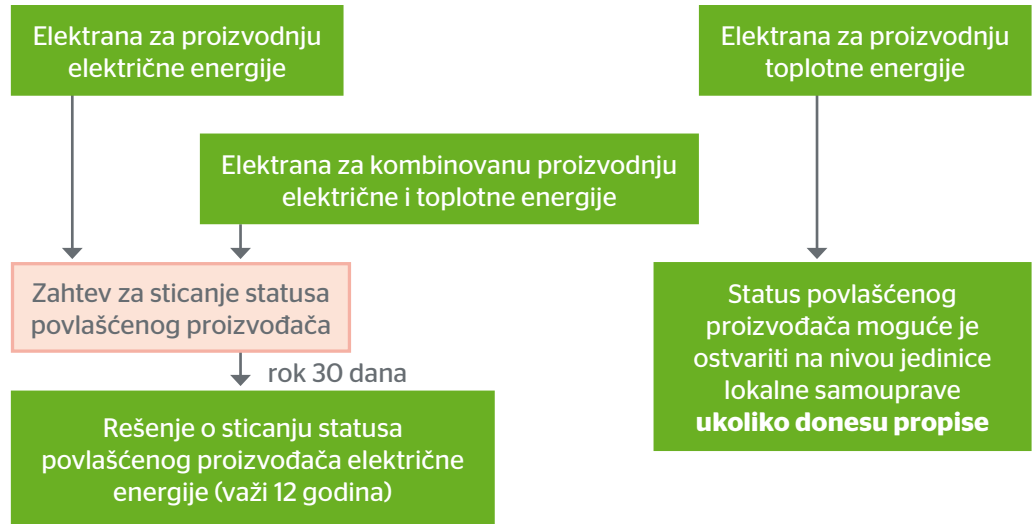 Elektrana za proizvodnju
električne energije
Elektrana za proizvodnju
toplotne energije
Elektrana za kombinovanu proizvodnju
električne i toplotne energije
Zahtev za sticanje statusa
povlašćenog proizvođača
rok 30 dana
Rešenje o sticanju statusa
povlašćenog proizvođača električne
energije (važi 12 godina)
Status povlašćenog
proizvođača moguće je
ostvariti na nivou jedinice
lokalne samouprave
ukoliko donesu propise